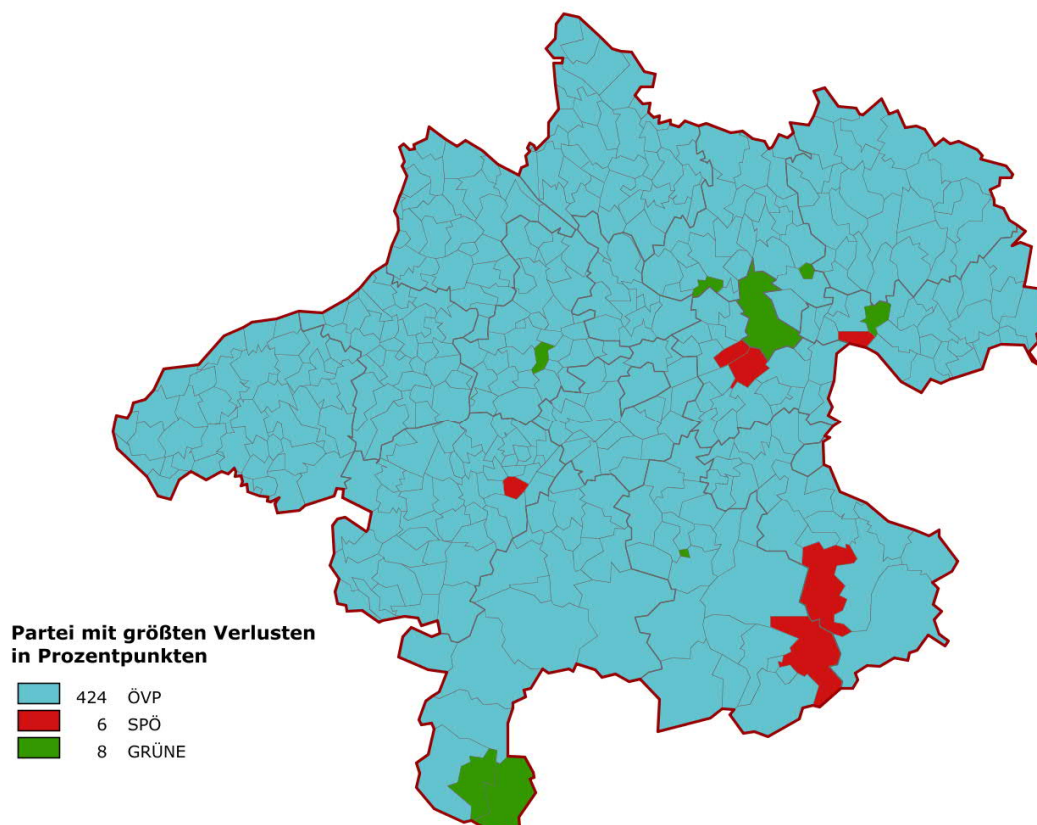 Partei mit größten Verlusten
in Prozentpunkten
424 ÖVP
6 SPÖ
8 GRÜNE